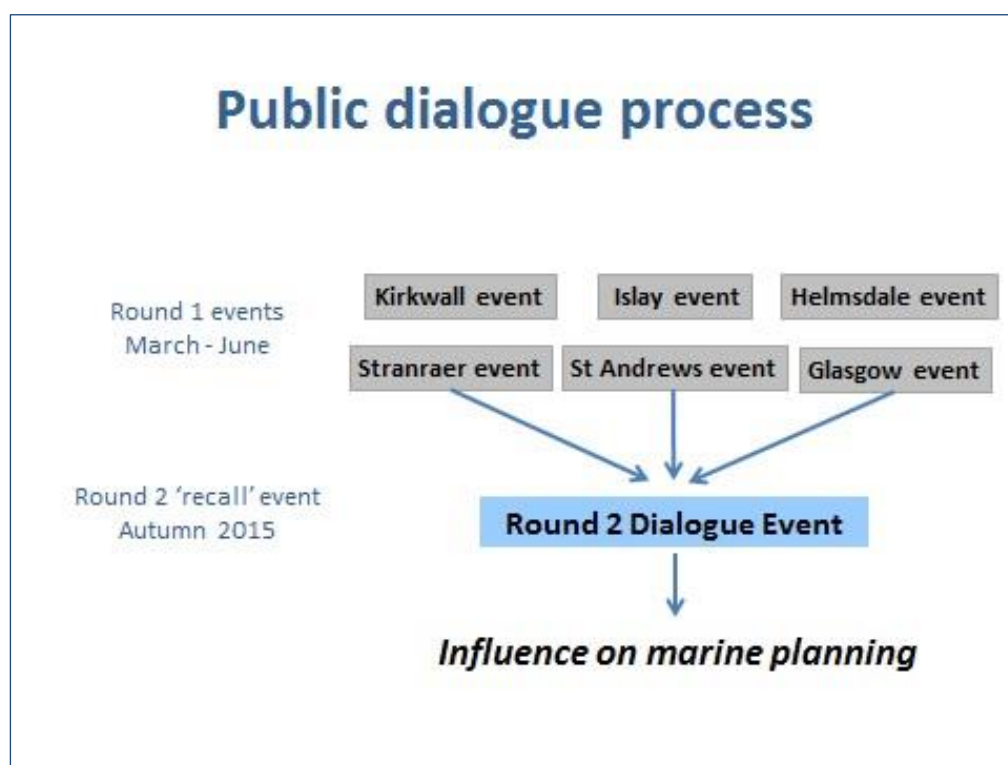 Public dialogue process
Round 1 events
March - June
Kirkwall event
Islay event
Helmsdale event
Stranraer event
St Andrews event
Glasgow event
Round 2 ‘recall’ event
Autumn 2015
Round 2 Dialogue Event
Influence on marine planning